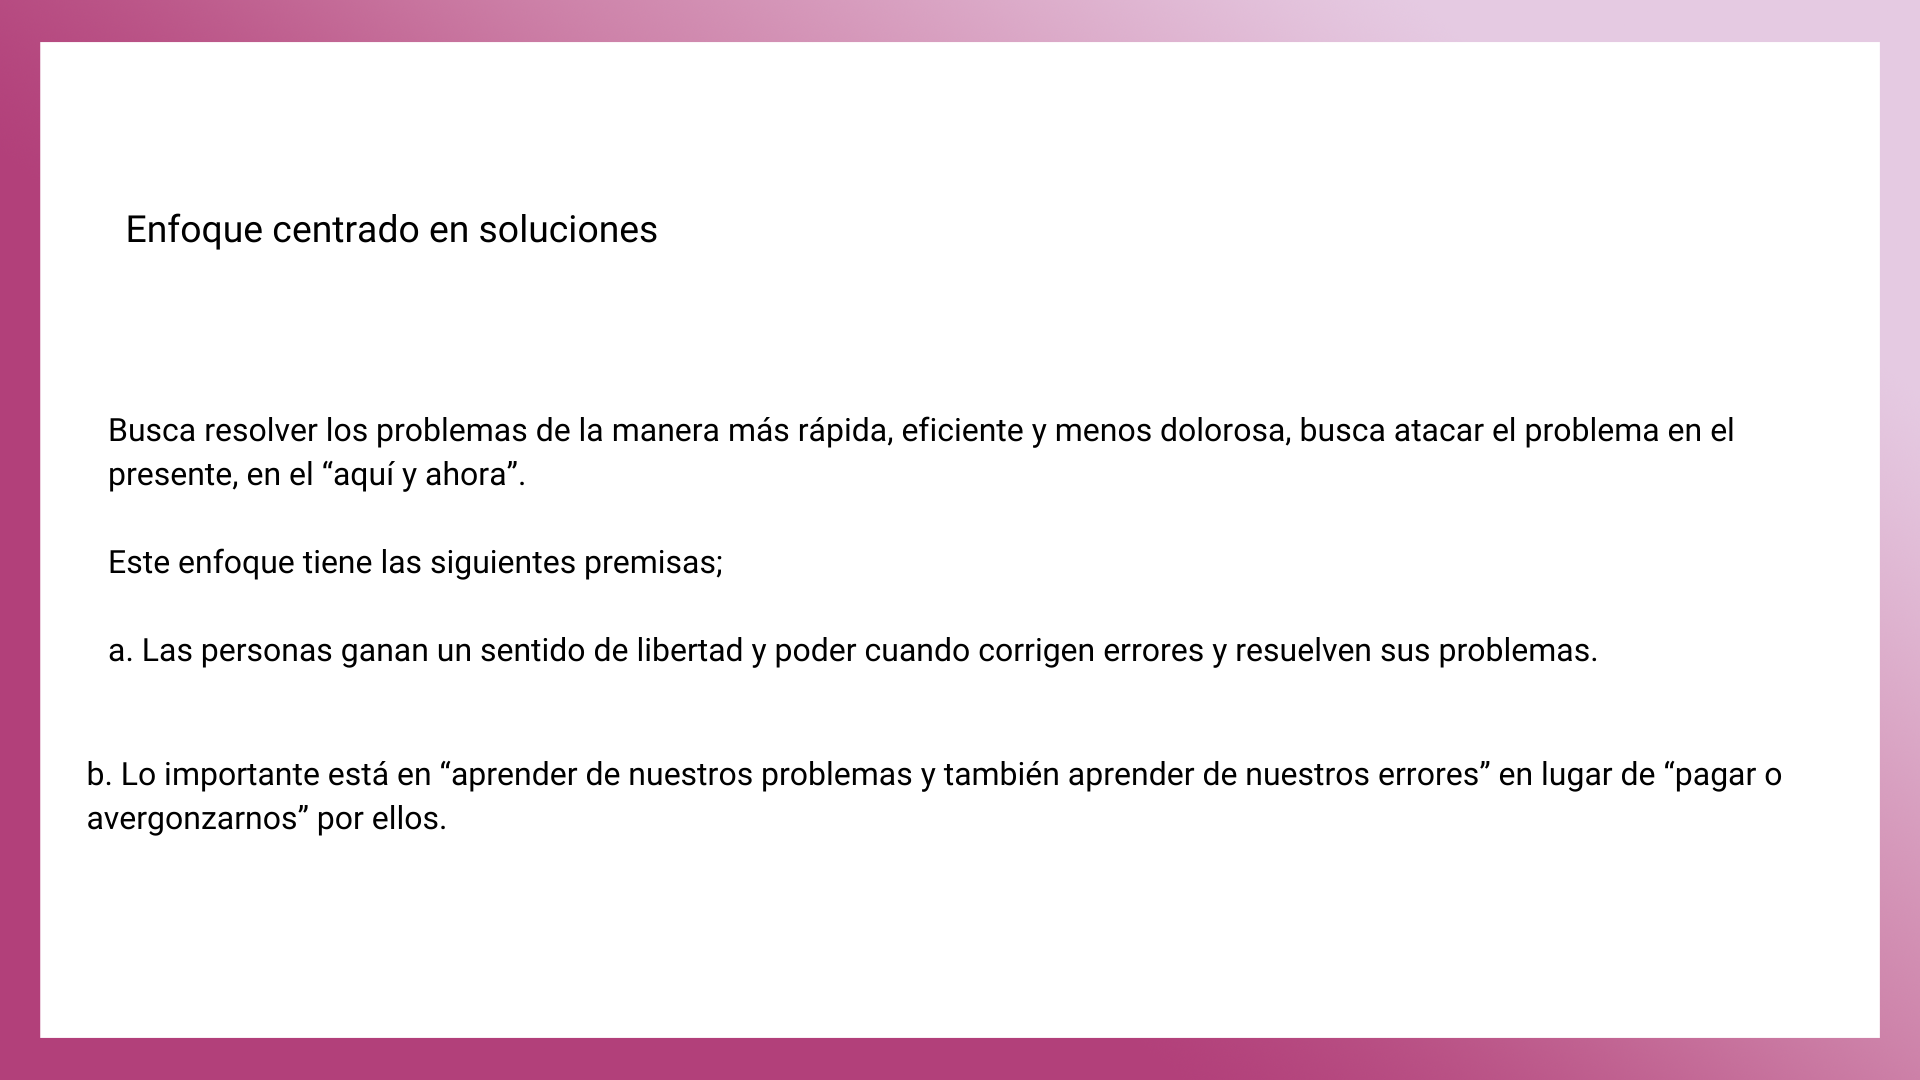 Enfoque centrado en soluciones
Busca resolver los problemas de la manera más rápida, eficiente y menos dolorosa, busca atacar el problema en el
presente, en el “aquí y ahora”.
Este enfoque tiene las siguientes premisas;
a. Las personas ganan un sentido de libertad y poder cuando corrigen errores y resuelven sus problemas.
b. Lo importante está en “aprender de nuestros problemas y también aprender de nuestros errores” en lugar de “pagar o
avergonzarnos” por ellos.